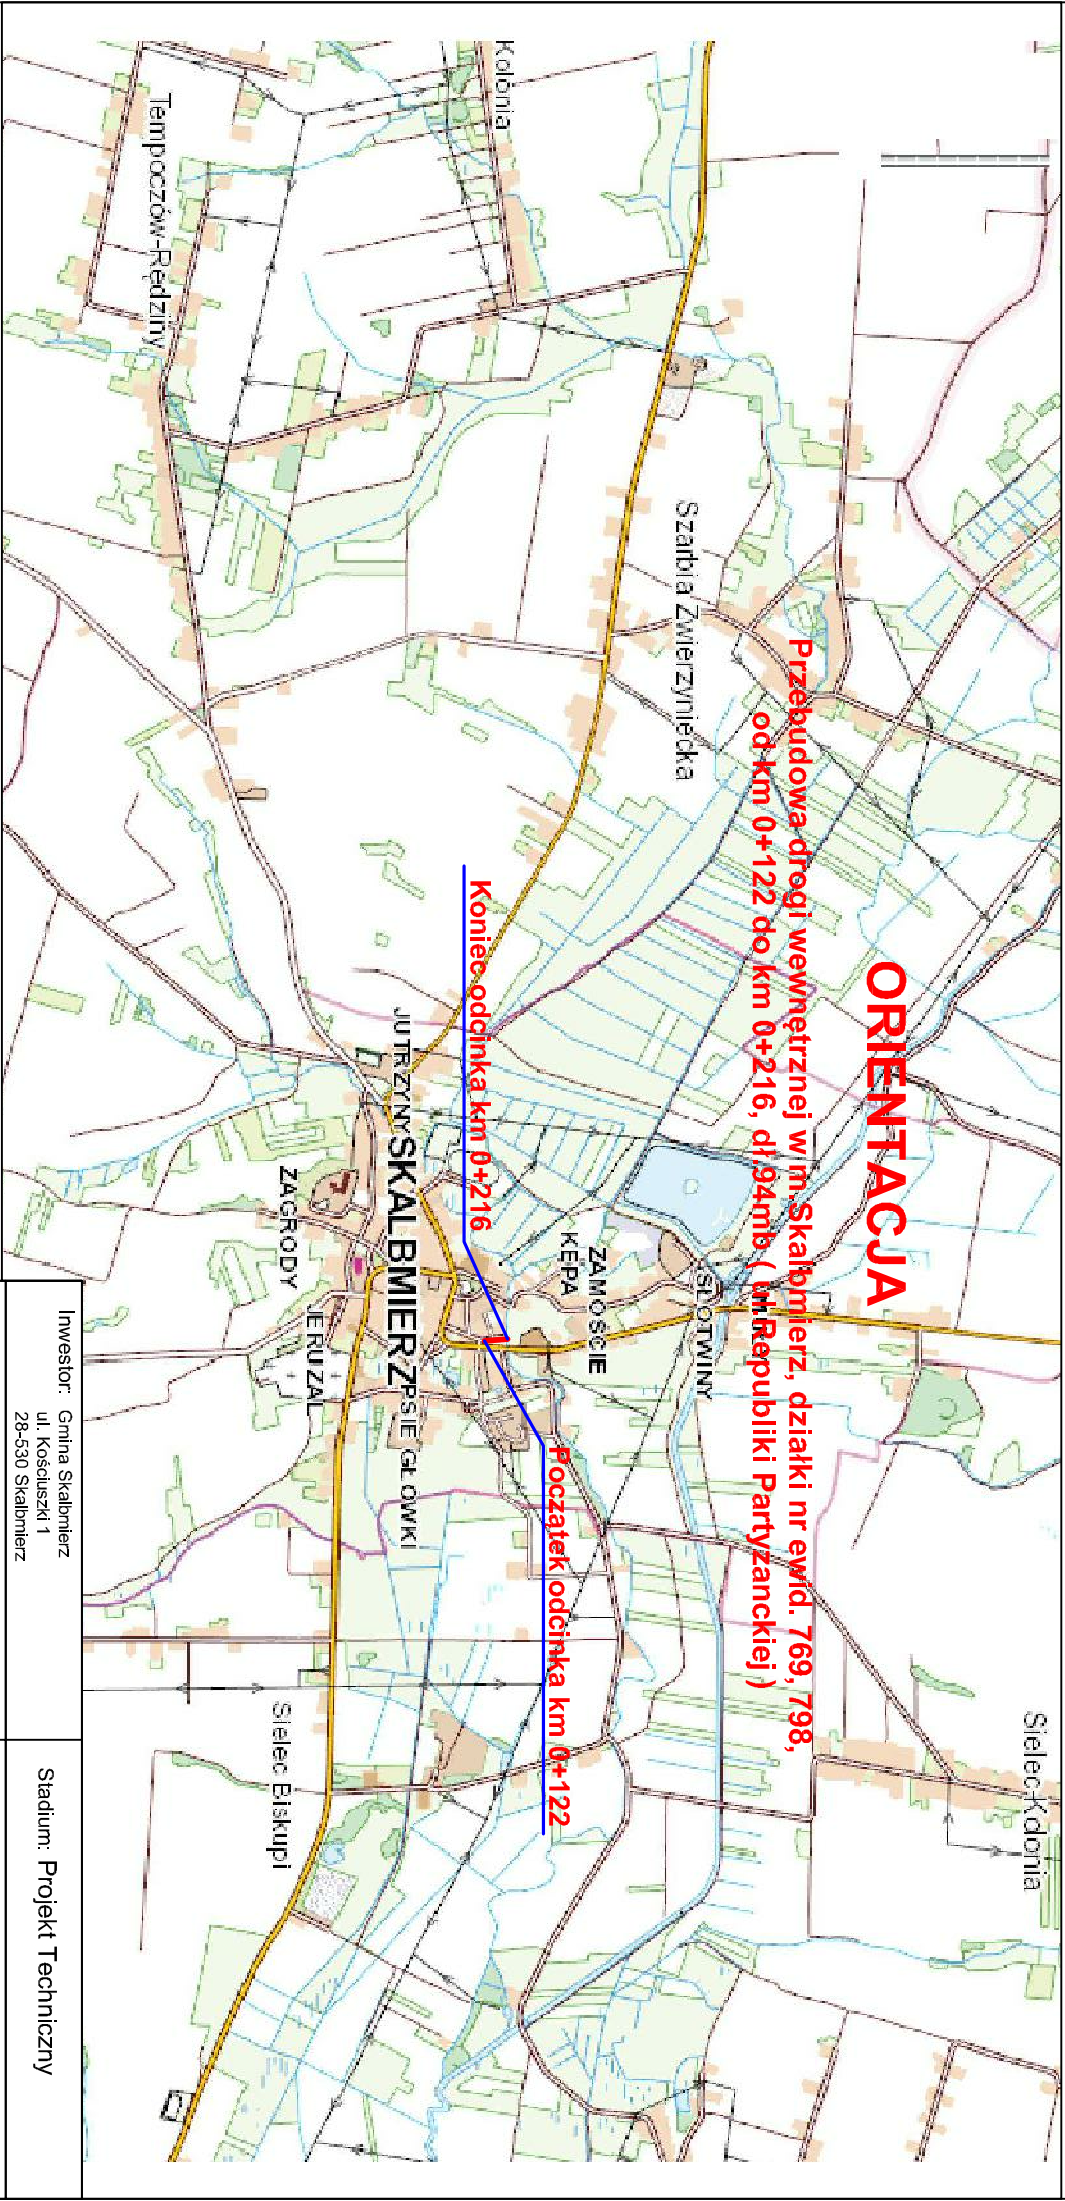 ORIENTACJA
Przebudowa drogi wewnętrznej w m. Skalbmierz, działki nr ewid. 769, 798,
od km 0+122 do km 0+216, dł. 94mb ( ul. Republiki Partyzanckiej)
Sielec-Kolonia
Szarbia Zwierzyniecka
SŁOTWINY
ZAMOŚCIE
KĘPA
Początek odcinka km 0+122
Kolonia
Koniec odcinka km 0+216
JUTRZYNY
SKALBMIERZ
PSIE GŁÓWKI
JERUZAL
ZAGRODY
Sielec Biskupi
Tempoczów-Rędziny
Inwestor: Gmina Skalbmierz
ul. Kościuszki 1
28-530 Skalbmierz
Stadium: Projekt Techniczny